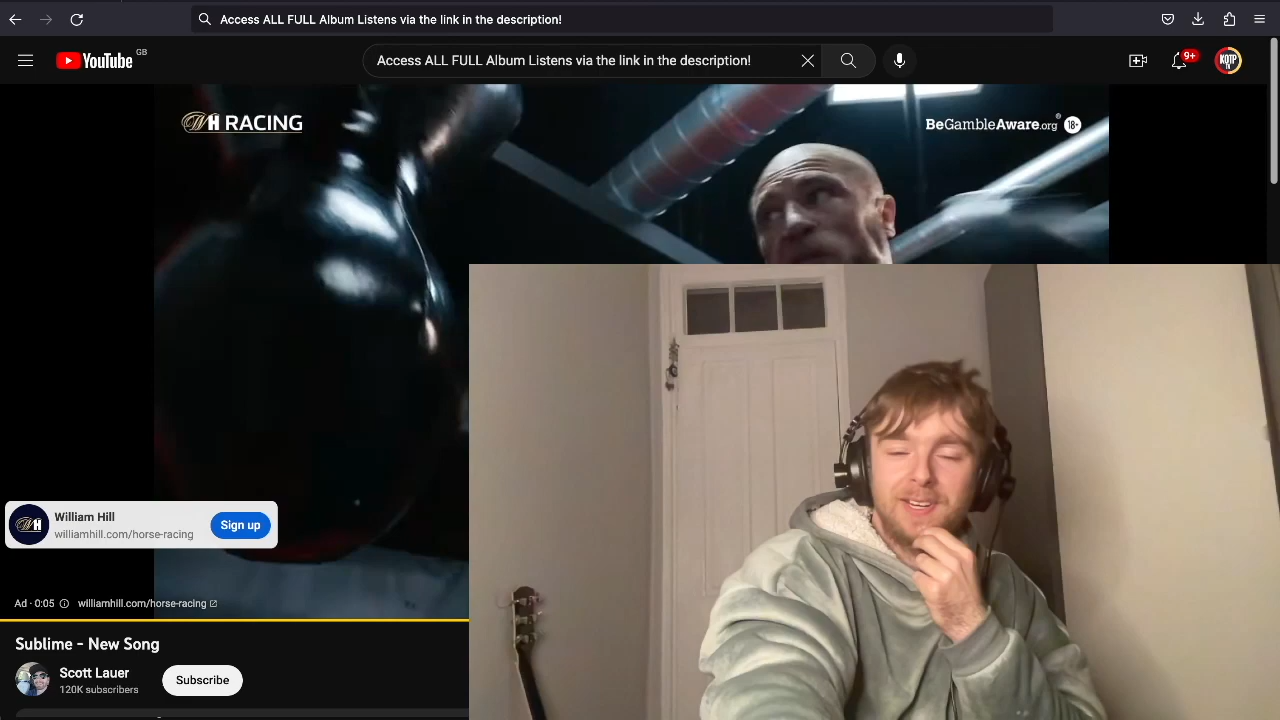 Access ALL FULL Album Listens via the link in the description!
YouTube GB
Access ALL FULL Album Listens via the link in the description!
9+
KOTP
TV
WH RACING
BeGambleAware.org® 18+
William Hill
williamhill.com/horse-racing
Sign up
Ad · 0:05
williamhill.com/horse-racing
Sublime - New Song
Scott Lauer
120K subscribers
Subscribe